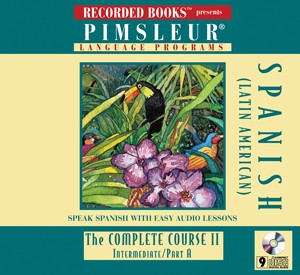 RECORDED BOOKS™ presents
PIMSLEUR®
LANGUAGE PROGRAMS
SPANISH
(LATIN AMERICAN)
SPEAK SPANISH WITH EASY AUDIO LESSONS
The COMPLETE COURSE II
INTERMEDIATE/PART A
9